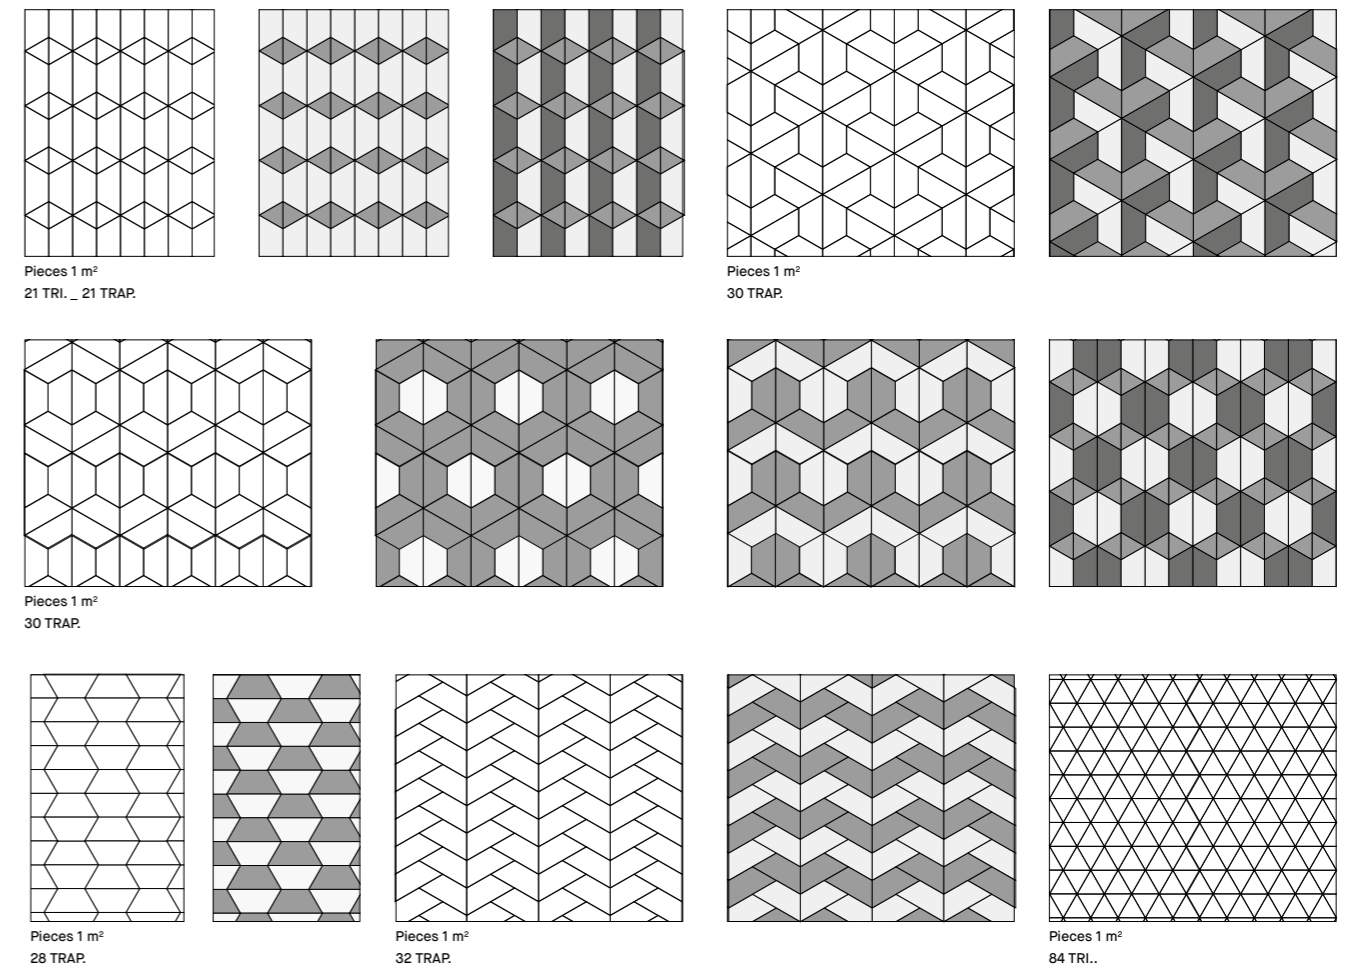 Pieces 1 m²
21 TRI. _ 21 TRAP.
Pieces 1 m²
30 TRAP.
Pieces 1 m²
30 TRAP.
Pieces 1 m²
28 TRAP.
Pieces 1 m²
32 TRAP.
Pieces 1 m²
84 TRI..